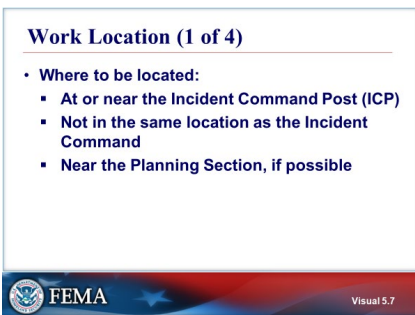 Work Location (1 of 4)
• Where to be located:
▪ At or near the Incident Command Post (ICP)
▪ Not in the same location as the Incident
Command
▪ Near the Planning Section, if possible
FEMA
Visual 5.7